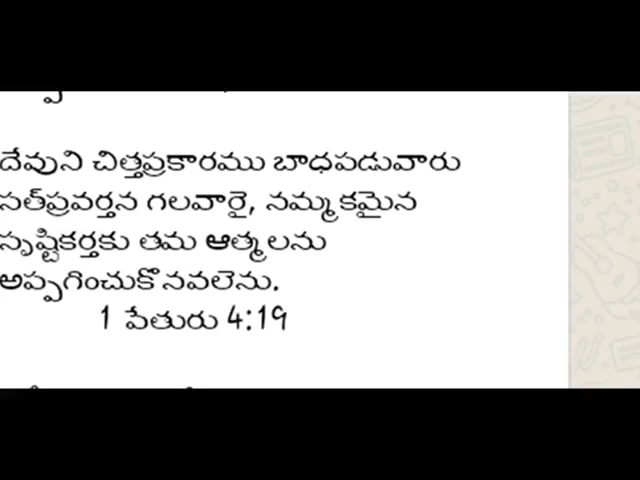 దేవుని చిత్తప్రకారము బాధపడువారు
సత్‌ప్రవర్తన గలవారై, నమ్మకమైన
సృష్టికర్తకు తమ ఆత్మలను
అప్పగించుకొనవలెను.
1 పేతురు 4:19